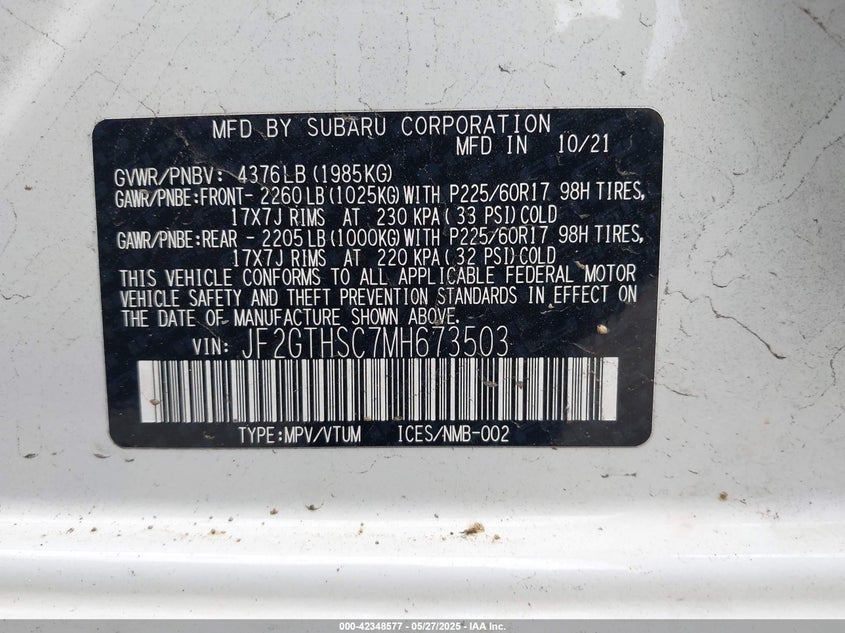 MFD BY SUBARU CORPORATION
MFD IN 10/21
GVWR/PNBV: 4376LB(1985KG)
GAWR/PNBE:FRONT- 2260LB(1025KG)WITH P225/60R17 98H TIRES,
17X7J RIMS AT 230 KPA(33 PSI)COLD
GAWR/PNBE:REAR - 2205LB(1000KG)WITH P225/60R17 98H TIRES,
17X7J RIMS AT 220 KPA(32 PSI)COLD
THIS VEHICLE CONFORMS TO ALL APPLICABLE FEDERAL MOTOR
VEHICLE SAFETY AND THEFT PREVENTION STANDARDS IN EFFECT ON
THE DATE OF MANUFACTURE SHOWN ABOVE.
VIN: JF2GTHSC7MH673503
TYPE:MPV/VTUM ICES/NMB-002
000-42348577 - 05/27/2025 - IAA Inc.